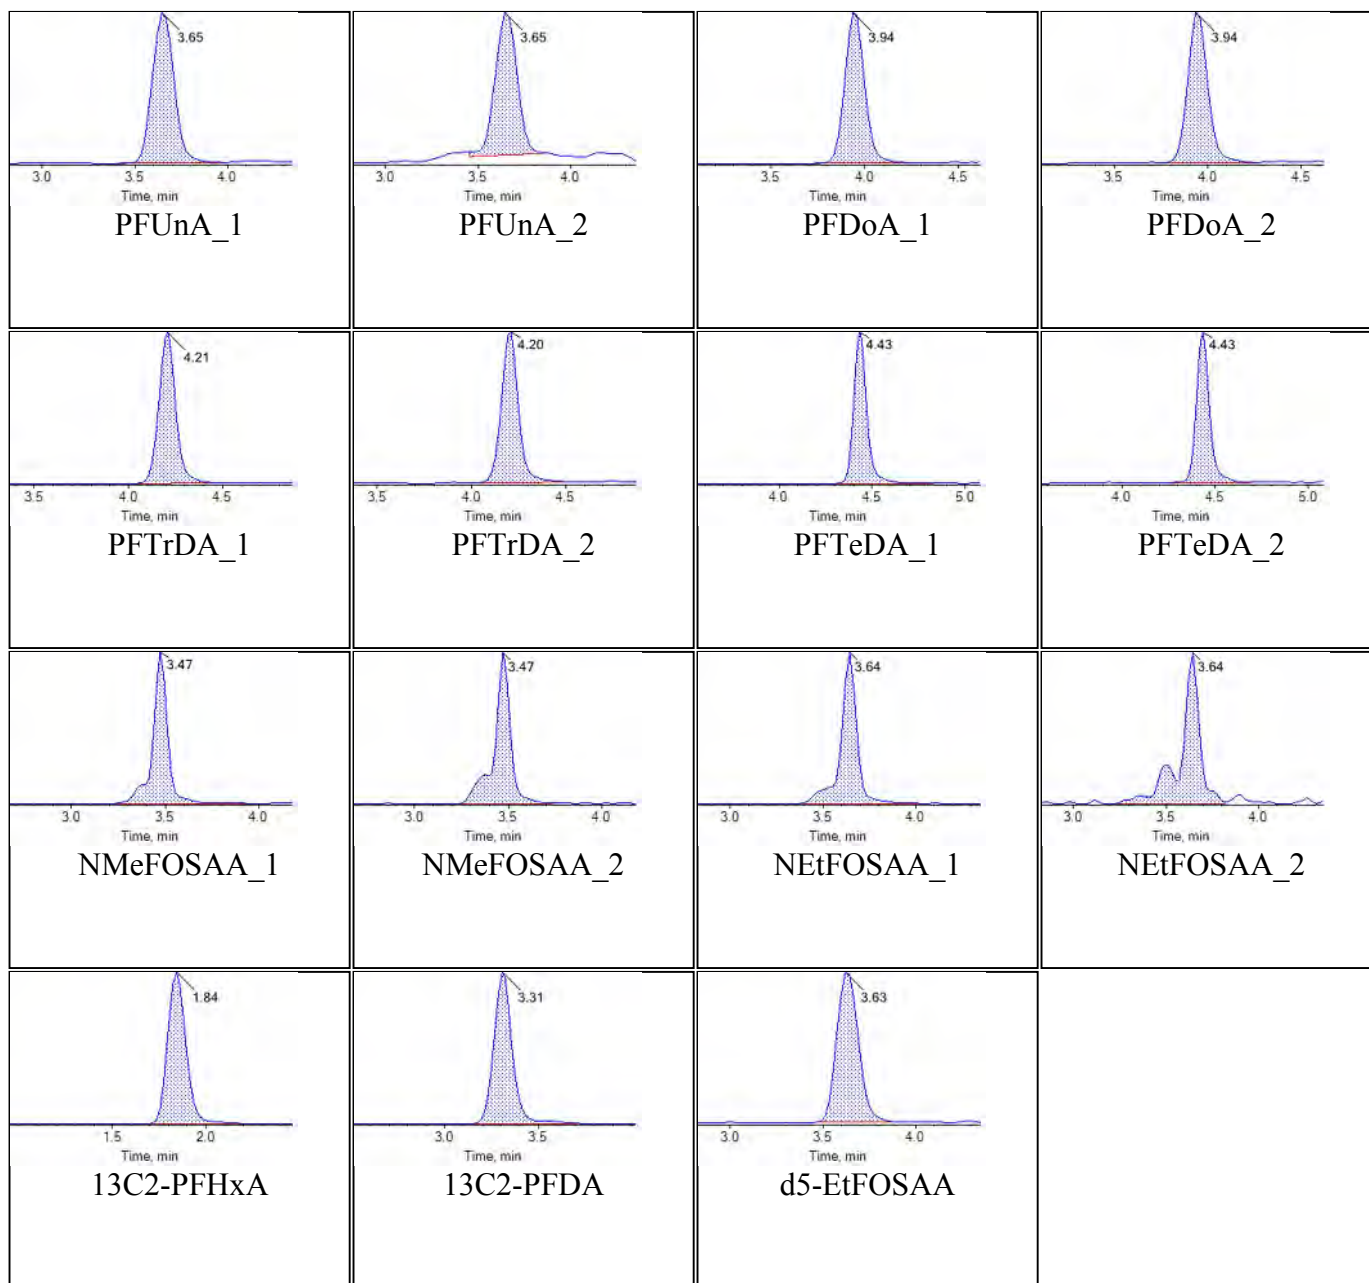 3.65
3.0 3.5 4.0
Time, min
PFUnA_1
3.65
3.0 3.5 4.0
Time, min
PFUnA_2
3.94
3.5 4.0 4.5
Time, min
PFDoA_1
3.94
3.5 4.0 4.5
Time, min
PFDoA_2
4.21
3.5 4.0 4.5
Time, min
PFTrDA_1
4.20
3.5 4.0 4.5
Time, min
PFTrDA_2
4.43
4.0 4.5 5.0
Time, min
PFTeDA_1
4.43
4.0 4.5 5.0
Time, min
PFTeDA_2
3.47
3.0 3.5 4.0
Time, min
NMeFOSAA_1
3.47
3.0 3.5 4.0
Time, min
NMeFOSAA_2
3.64
3.0 3.5 4.0
Time, min
NEtFOSAA_1
3.64
3.0 3.5 4.0
Time, min
NEtFOSAA_2
1.84
1.5 2.0
Time, min
13C2-PFHxA
3.31
3.0 3.5
Time, min
13C2-PFDA
3.63
3.0 3.5 4.0
Time, min
d5-EtFOSAA